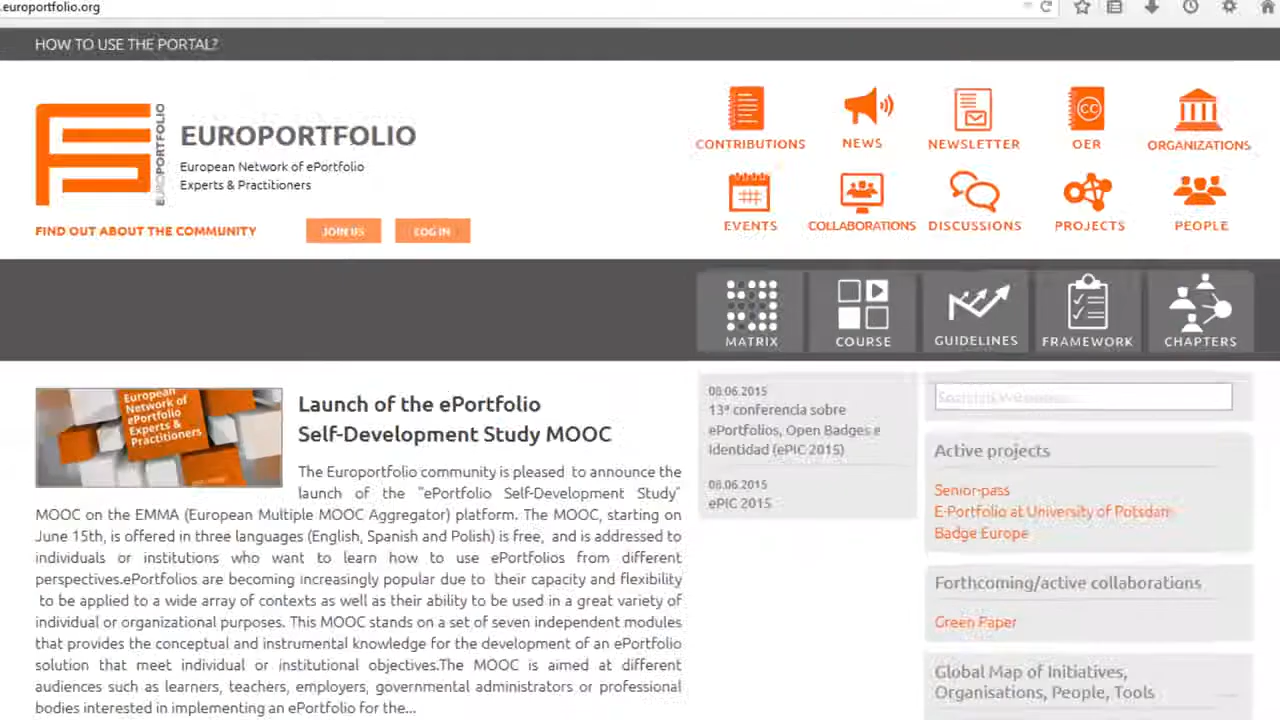 .europortfolio.org
HOW TO USE THE PORTAL?
EUROPORTFOLIO
EUROPORTFOLIO
European Network of ePortfolio
Experts & Practitioners
FIND OUT ABOUT THE COMMUNITY
JOIN US
LOG IN
CONTRIBUTIONS
NEWS
NEWSLETTER
CC
OER
ORGANIZATIONS
EVENTS
COLLABORATIONS
DISCUSSIONS
PROJECTS
PEOPLE
MATRIX
COURSE
GUIDELINES
FRAMEWORK
CHAPTERS
European
Network of
ePortfolio
Experts &
Practitioners
Launch of the ePortfolio
Self-Development Study MOOC
The Europortfolio community is pleased to announce the
launch of the "ePortfolio Self-Development Study"
MOOC on the EMMA (European Multiple MOOC Aggregator) platform. The MOOC, starting on
June 15th, is offered in three languages (English, Spanish and Polish) is free, and is addressed to
individuals or institutions who want to learn how to use ePortfolios from different
perspectives.ePortfolios are becoming increasingly popular due to their capacity and flexibility
to be applied to a wide array of contexts as well as their ability to be used in a great variety of
individual or organizational purposes. This MOOC stands on a set of seven independent modules
that provides the conceptual and instrumental knowledge for the development of an ePortfolio
solution that meet individual or institutional objectives.The MOOC is aimed at different
audiences such as learners, teachers, employers, governmental administrators or professional
bodies interested in implementing an ePortfolio for the...
08.06.2015
13ª conferencia sobre
ePortfolios, Open Badges e
Identidad (ePIC 2015)
08.06.2015
ePIC 2015
Active projects
Senior-pass
E-Portfolio at University of Potsdam
Badge Europe
Forthcoming/active collaborations
Green Paper
Global Map of Initiatives,
Organisations, People, Tools